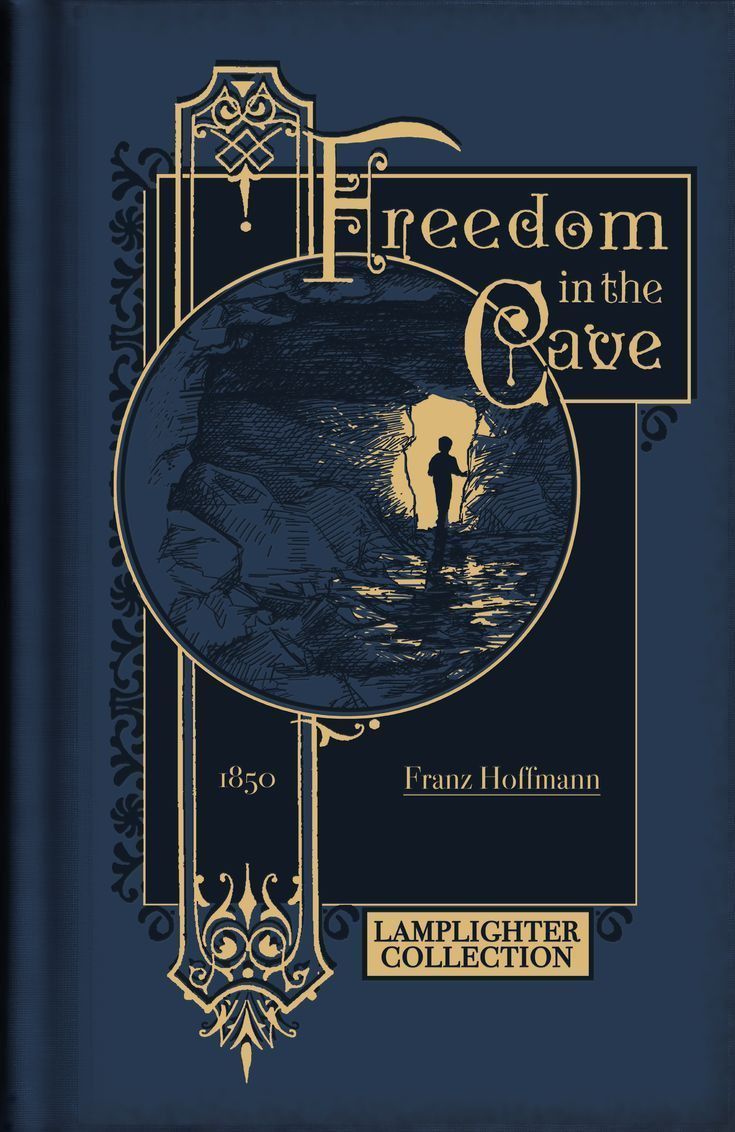 Freedom
in the
Cave
1850
Franz Hoffmann
LAMPLIGHTER
COLLECTION